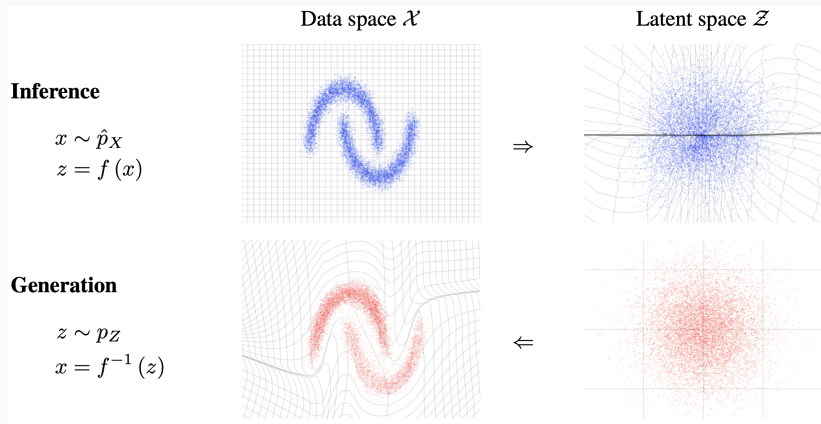 Data space 𝒳
Latent space 𝒵
Inference
x ∼ p̂_X
z = f (x)
⇒
Generation
z ∼ p_Z
x = f⁻¹ (z)
⇐